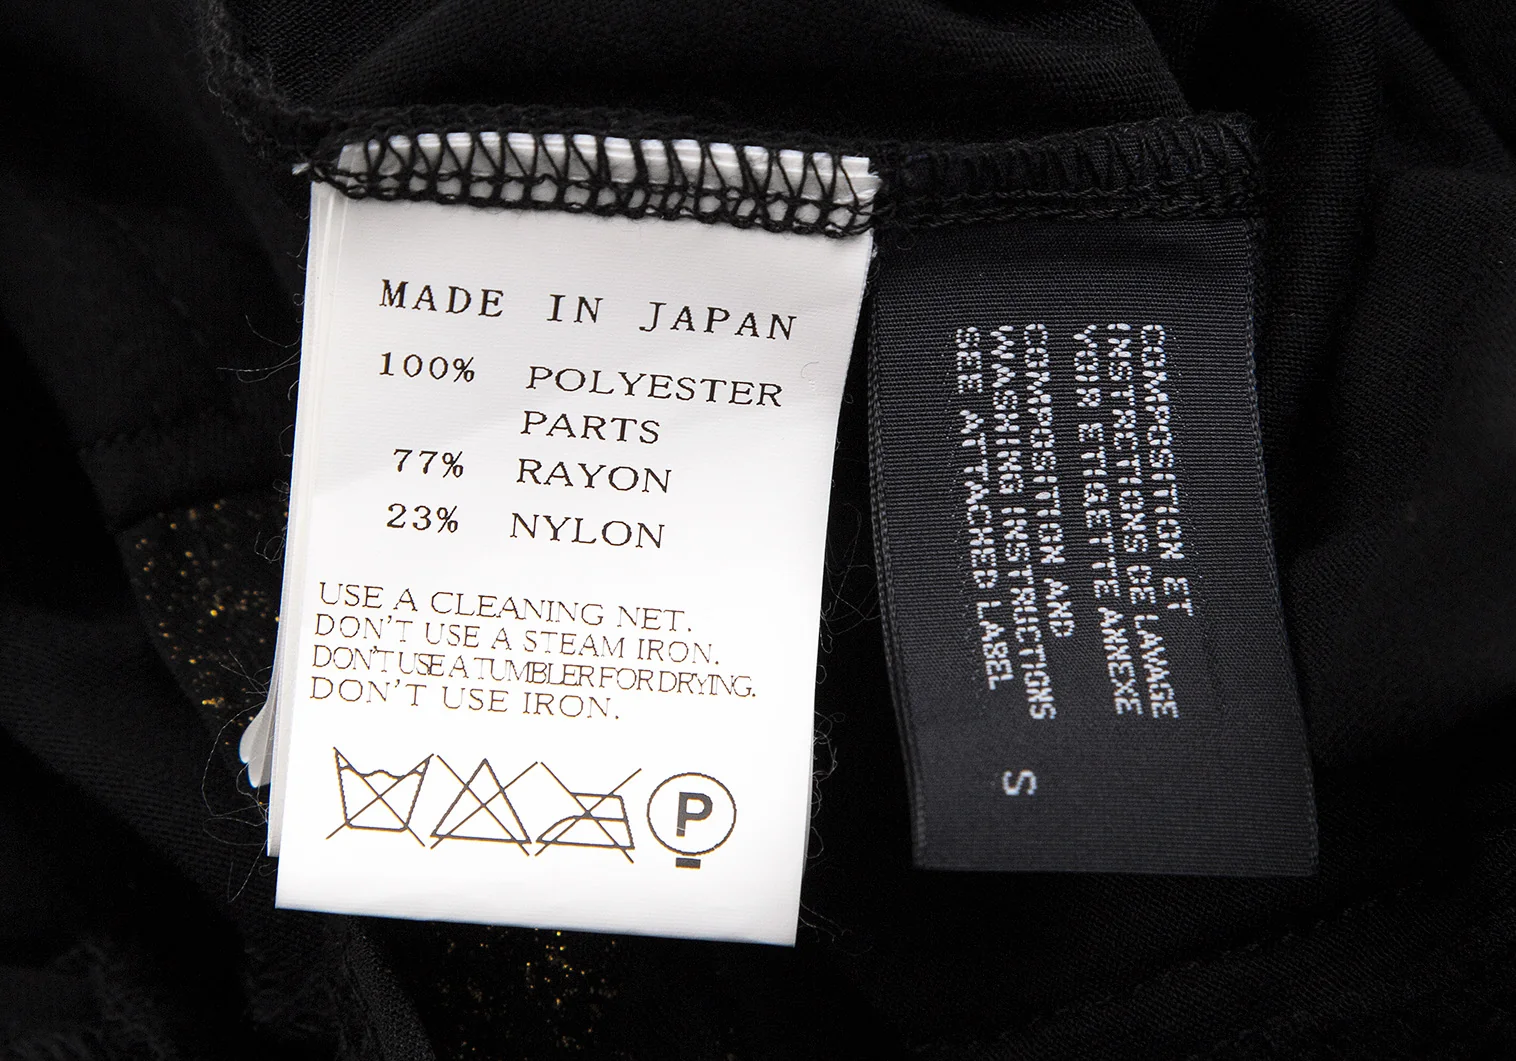 MADE IN JAPAN
100% POLYESTER
PARTS
77% RAYON
23% NYLON
USE A CLEANING NET.
DON'T USE A STEAM IRON.
DON'T USE A TUMBLER FOR DRYING.
DON'T USE IRON.
P
COMPOSITION ET
INSTRUCTIONS DE LAVAGE
VOIR ETIQETTE ANNEXE
COMPOSITION AND
WASHING INSTRUCTIONS
SEE ATTACHED LABEL
S